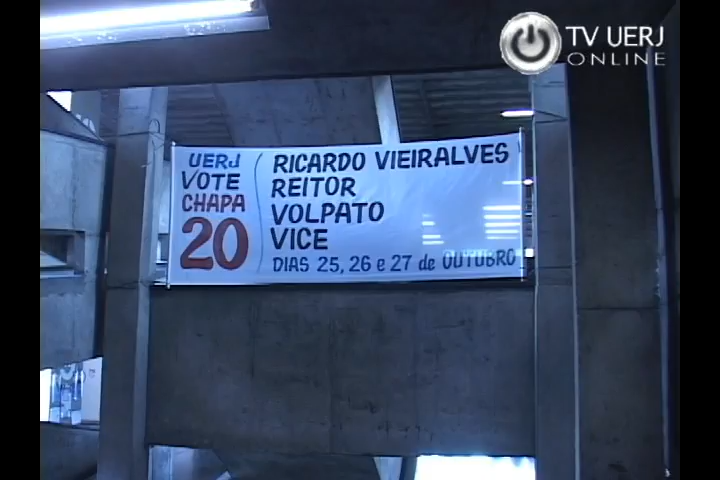 TV UERJ
ONLINE
UERJ
VOTE
CHAPA
20
RICARDO VIEIRALVES
REITOR
VOLPATO
VICE
DIAS 25, 26 e 27 de OUTUBRO